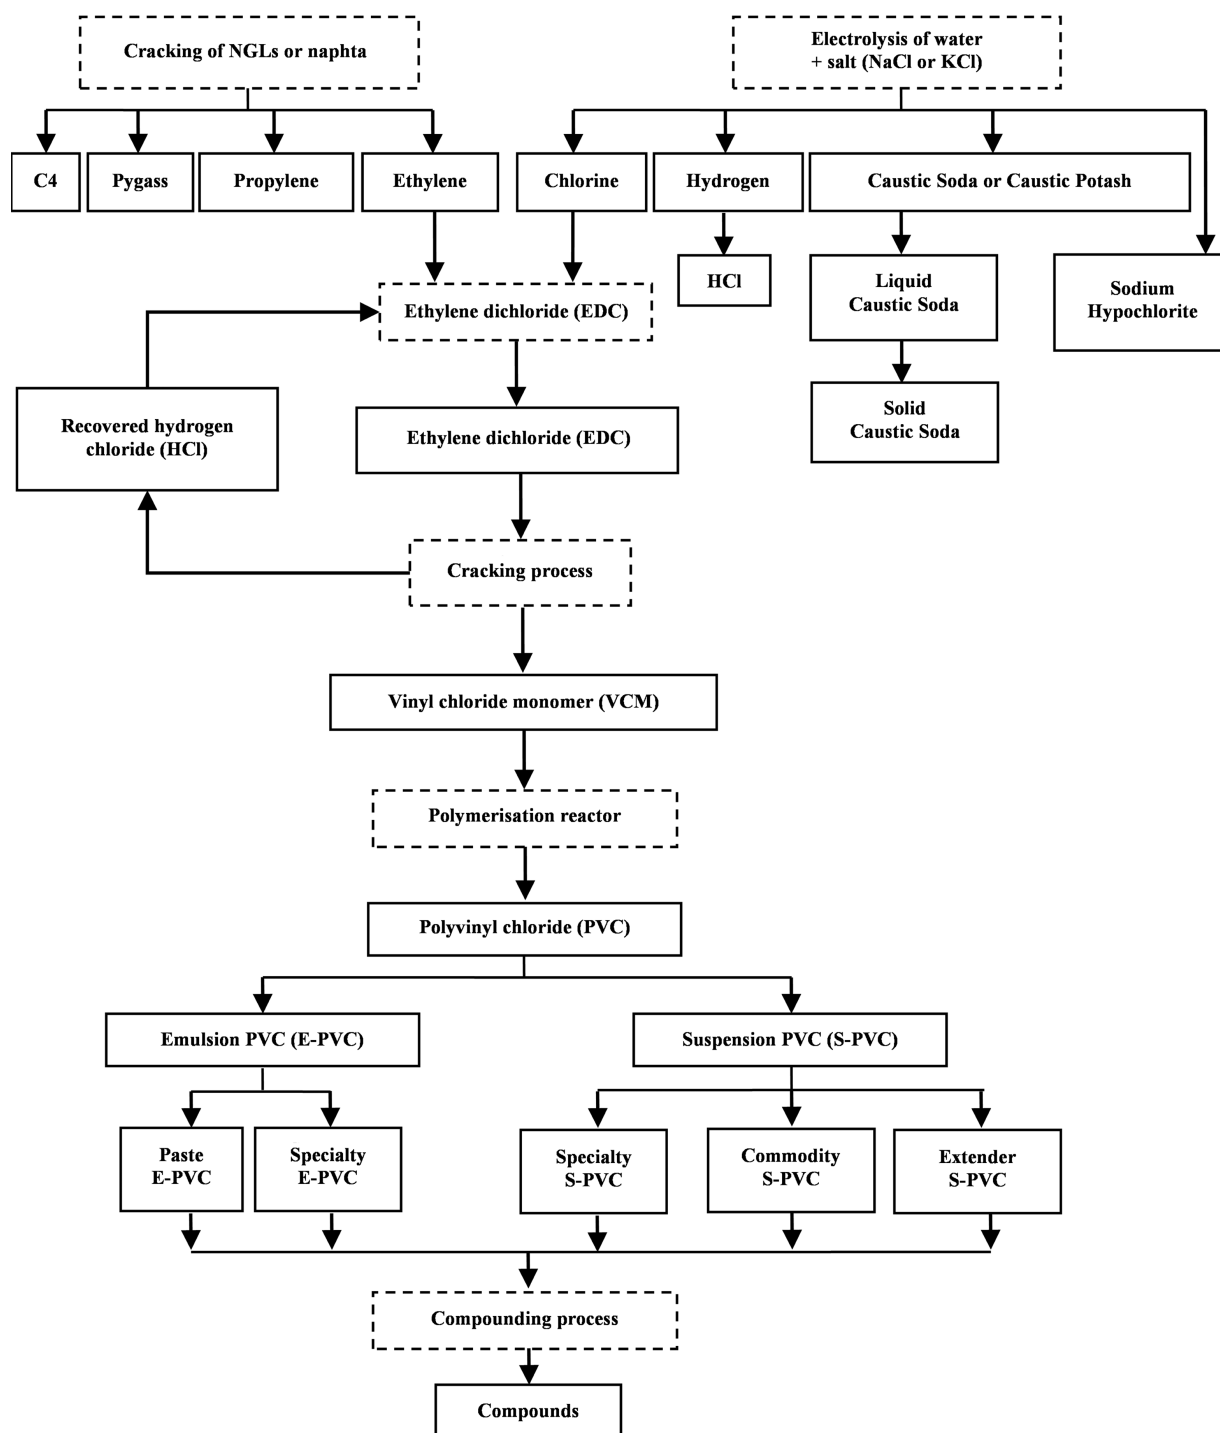 Cracking of NGLs or naphta
Electrolysis of water
+ salt (NaCl or KCl)
C4
Pygass
Propylene
Ethylene
Chlorine
Hydrogen
Caustic Soda or Caustic Potash
HCl
Liquid
Caustic Soda
Sodium
Hypochlorite
Ethylene dichloride (EDC)
Solid
Caustic Soda
Recovered hydrogen
chloride (HCl)
Ethylene dichloride (EDC)
Cracking process
Vinyl chloride monomer (VCM)
Polymerisation reactor
Polyvinyl chloride (PVC)
Emulsion PVC (E-PVC)
Suspension PVC (S-PVC)
Paste
E-PVC
Specialty
E-PVC
Specialty
S-PVC
Commodity
S-PVC
Extender
S-PVC
Compounding process
Compounds